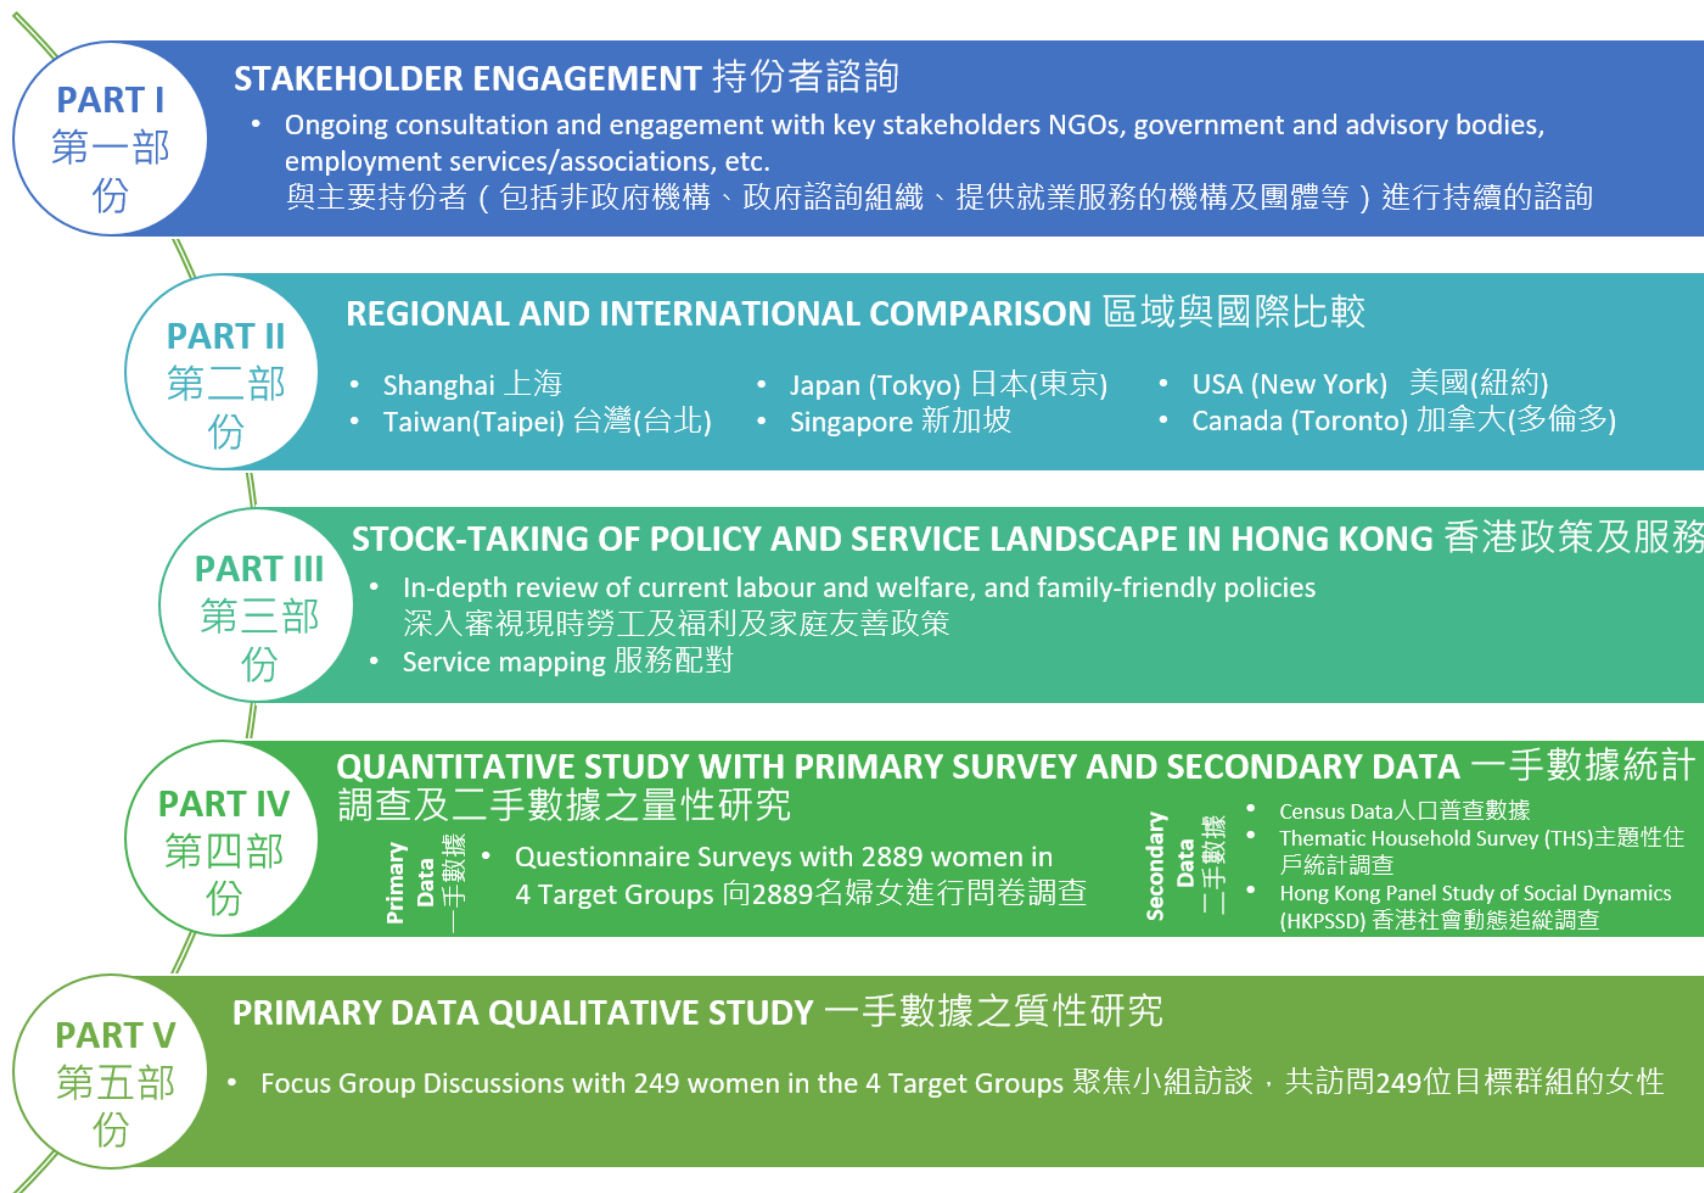 PART I
第一部
份
STAKEHOLDER ENGAGEMENT 持份者諮詢
• Ongoing consultation and engagement with key stakeholders NGOs, government and advisory bodies,
employment services/associations, etc.
與主要持份者（包括非政府機構、政府諮詢組織、提供就業服務的機構及團體等）進行持續的諮詢
PART II
第二部
份
REGIONAL AND INTERNATIONAL COMPARISON 區域與國際比較
• Shanghai 上海
• Taiwan(Taipei) 台灣(台北)
• Japan (Tokyo) 日本(東京)
• Singapore 新加坡
• USA (New York) 美國(紐約)
• Canada (Toronto) 加拿大(多倫多)
PART III
第三部
份
STOCK-TAKING OF POLICY AND SERVICE LANDSCAPE IN HONG KONG 香港政策及服務
• In-depth review of current labour and welfare, and family-friendly policies
深入審視現時勞工及福利及家庭友善政策
• Service mapping 服務配對
PART IV
第四部
份
QUANTITATIVE STUDY WITH PRIMARY SURVEY AND SECONDARY DATA 一手數據統計
調查及二手數據之量性研究
Primary
Data
一手數據
• Questionnaire Surveys with 2889 women in
4 Target Groups 向2889名婦女進行問卷調查
Secondary
Data
二手數據
• Census Data人口普查數據
• Thematic Household Survey (THS)主題性住
戶統計調查
• Hong Kong Panel Study of Social Dynamics
(HKPSSD) 香港社會動態追縱調查
PART V
第五部
份
PRIMARY DATA QUALITATIVE STUDY 一手數據之質性研究
• Focus Group Discussions with 249 women in the 4 Target Groups 聚焦小組訪談，共訪問249位目標群組的女性